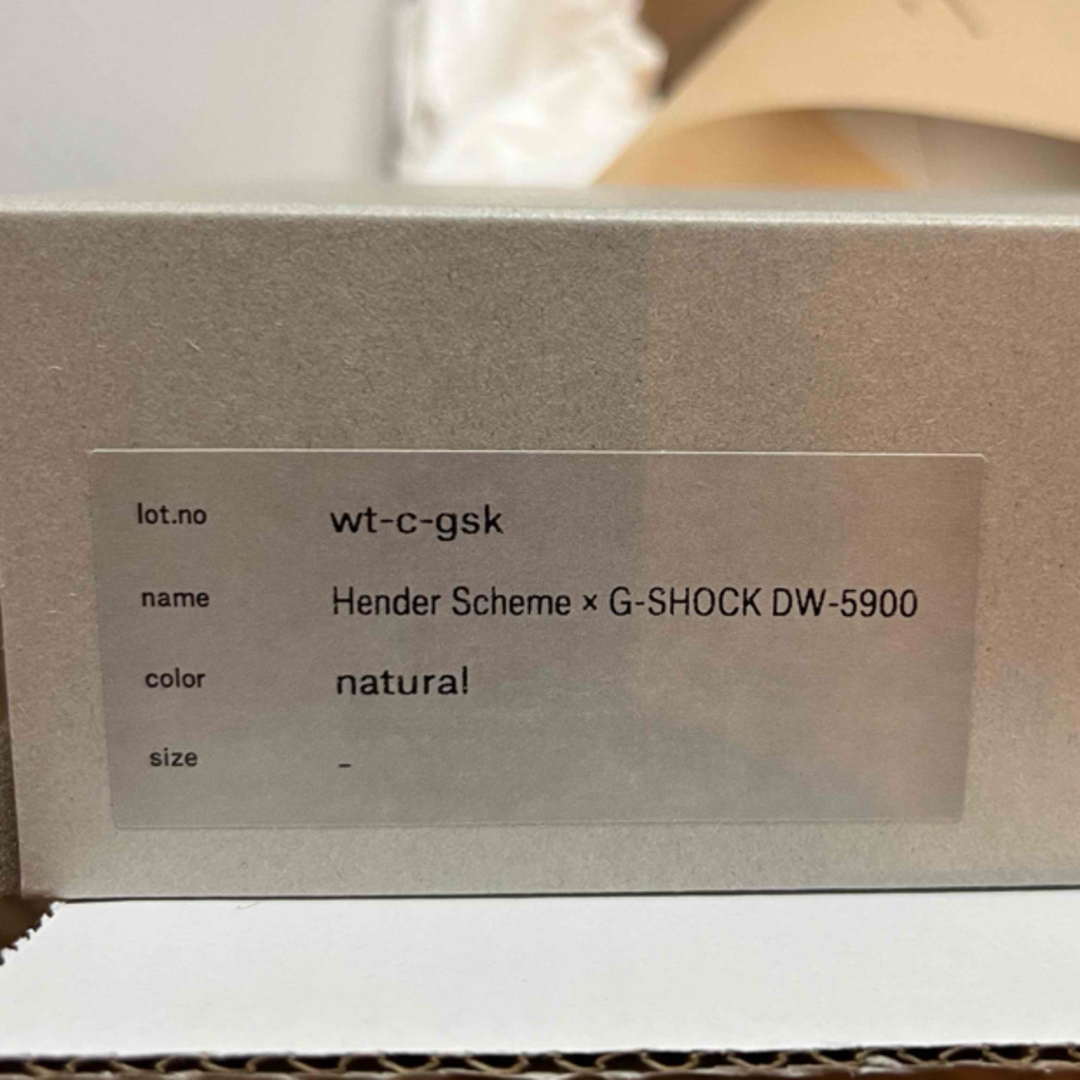 lot.no wt-c-gsk
name Hender Scheme × G-SHOCK DW-5900
color natural
size -